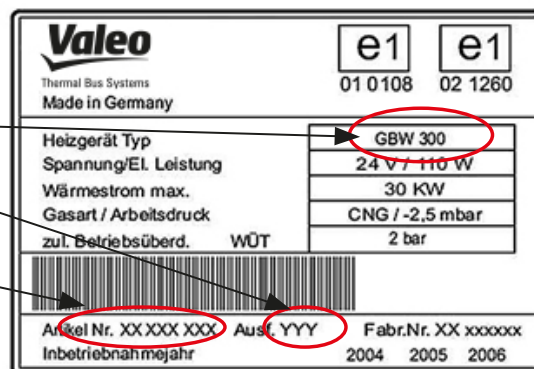 Valeo
Thermal Bus Systems
Made in Germany
e1 e1
01 0108 02 1260
Heizgerät Typ GBW 300
Spannung/El. Leistung 24 V / 110 W
Wärmestrom max. 30 KW
Gasart / Arbeitsdruck CNG / -2,5 mbar
zul. Betriebsüberd. WÜT 2 bar
Artikel Nr. XX XXX XXX Ausf. YYY Fabr.Nr. XX xxxxxx
Inbetriebnahmejahr 2004 2005 2006